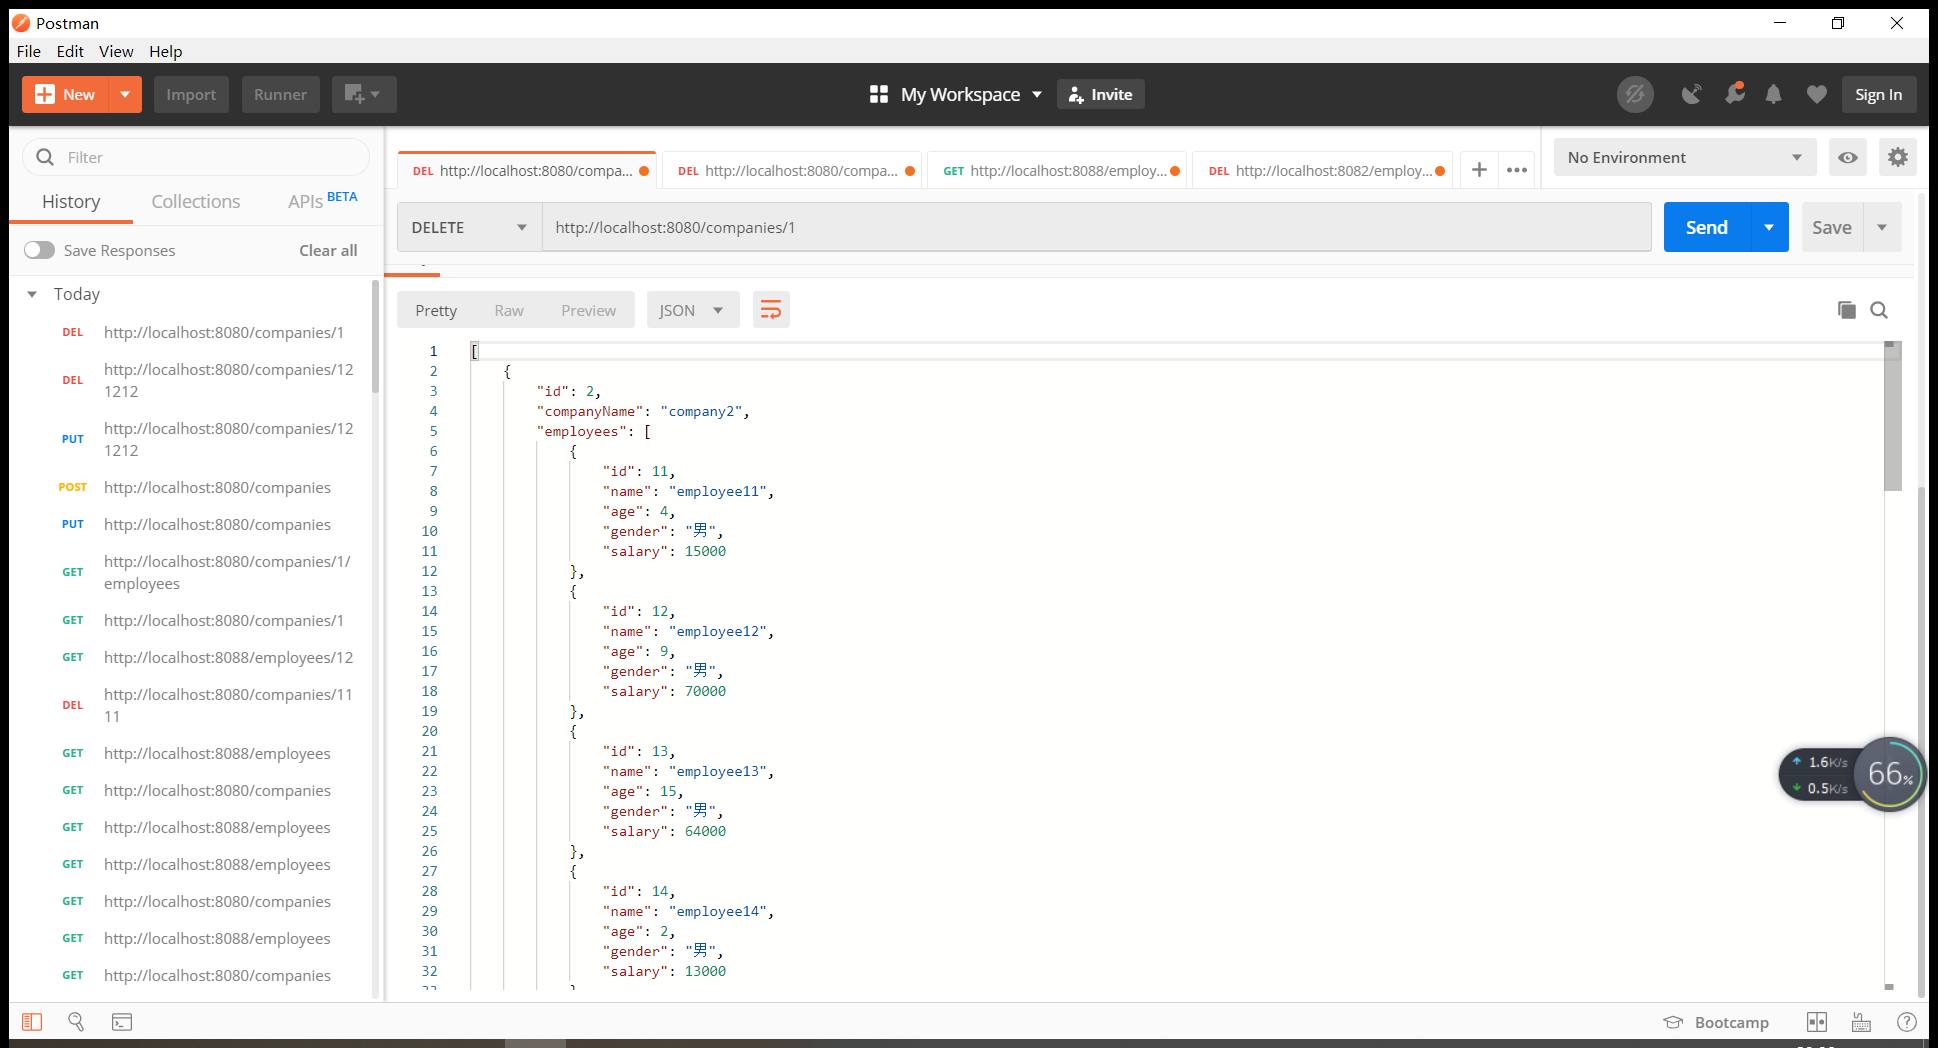 Postman
File Edit View Help
New Import Runner My Workspace Invite Sign In
Filter
History Collections APIs BETA
Save Responses Clear all
Today
DEL http://localhost:8080/companies/1
DEL http://localhost:8080/companies/12
1212
PUT http://localhost:8080/companies/12
1212
POST http://localhost:8080/companies
PUT http://localhost:8080/companies
GET http://localhost:8080/companies/1/
employees
GET http://localhost:8080/companies/1
GET http://localhost:8088/employees/12
DEL http://localhost:8080/companies/11
11
GET http://localhost:8088/employees
GET http://localhost:8080/companies
GET http://localhost:8088/employees
GET http://localhost:8088/employees
GET http://localhost:8080/companies
GET http://localhost:8088/employees
GET http://localhost:8080/companies
DEL http://localhost:8080/compa... DEL http://localhost:8080/compa... GET http://localhost:8088/employ... DEL http://localhost:8082/employ... + ••• No Environment
DELETE http://localhost:8080/companies/1 Send Save
Pretty Raw Preview JSON
1 [
2 {
3 "id": 2,
4 "companyName": "company2",
5 "employees": [
6 {
7 "id": 11,
8 "name": "employee11",
9 "age": 4,
10 "gender": "男",
11 "salary": 15000
12 },
13 {
14 "id": 12,
15 "name": "employee12",
16 "age": 9,
17 "gender": "男",
18 "salary": 70000
19 },
20 {
21 "id": 13,
22 "name": "employee13",
23 "age": 15,
24 "gender": "男",
25 "salary": 64000
26 },
27 {
28 "id": 14,
29 "name": "employee14",
30 "age": 2,
31 "gender": "男",
32 "salary": 13000
1.6K/s
0.5K/s
66%
Bootcamp